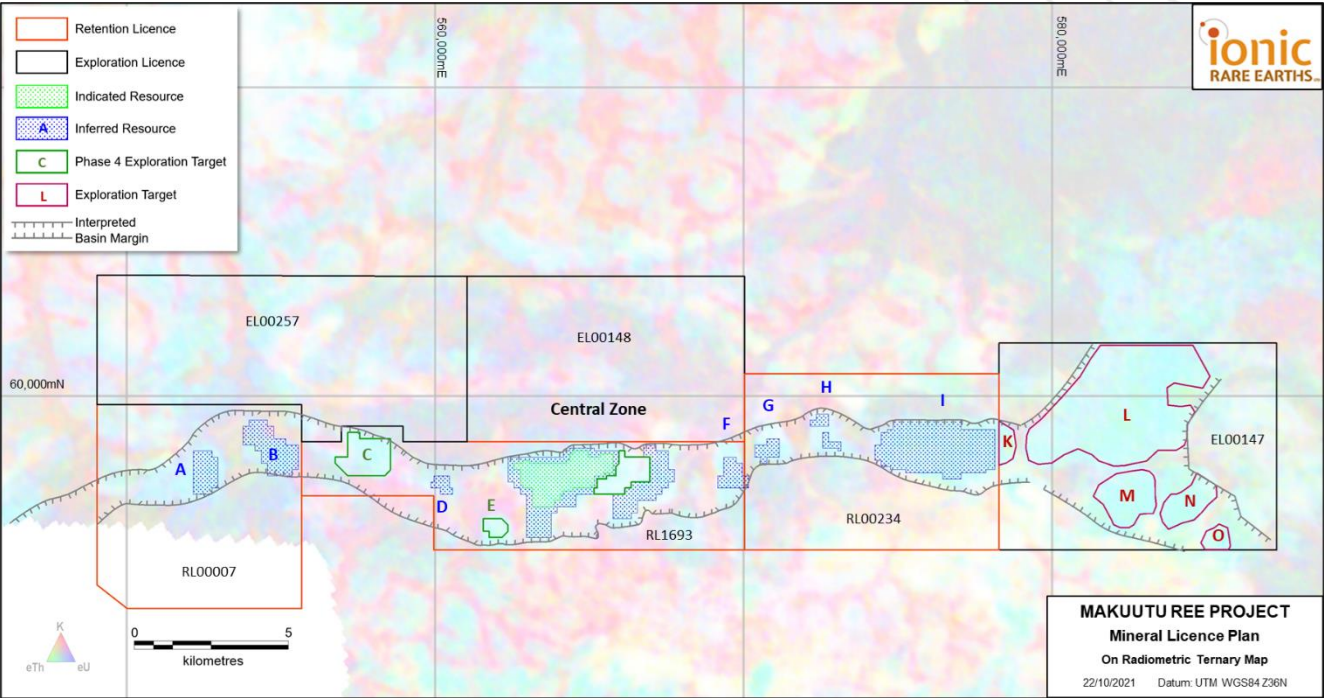 Retention Licence
Exploration Licence
Indicated Resource
A Inferred Resource
C Phase 4 Exploration Target
L Exploration Target
Interpreted
Basin Margin
560,000mE
580,000mE
ionic
RARE EARTHS
60,000mN
EL00257
EL00148
Central Zone
EL00147
A
B
C
D
E
F
G
H
I
K
L
M
N
O
RL00007
RL1693
RL00234
K
eTh eU
0 5
kilometres
MAKUUTU REE PROJECT
Mineral Licence Plan
On Radiometric Ternary Map
22/10/2021 Datum: UTM WGS84 Z36N